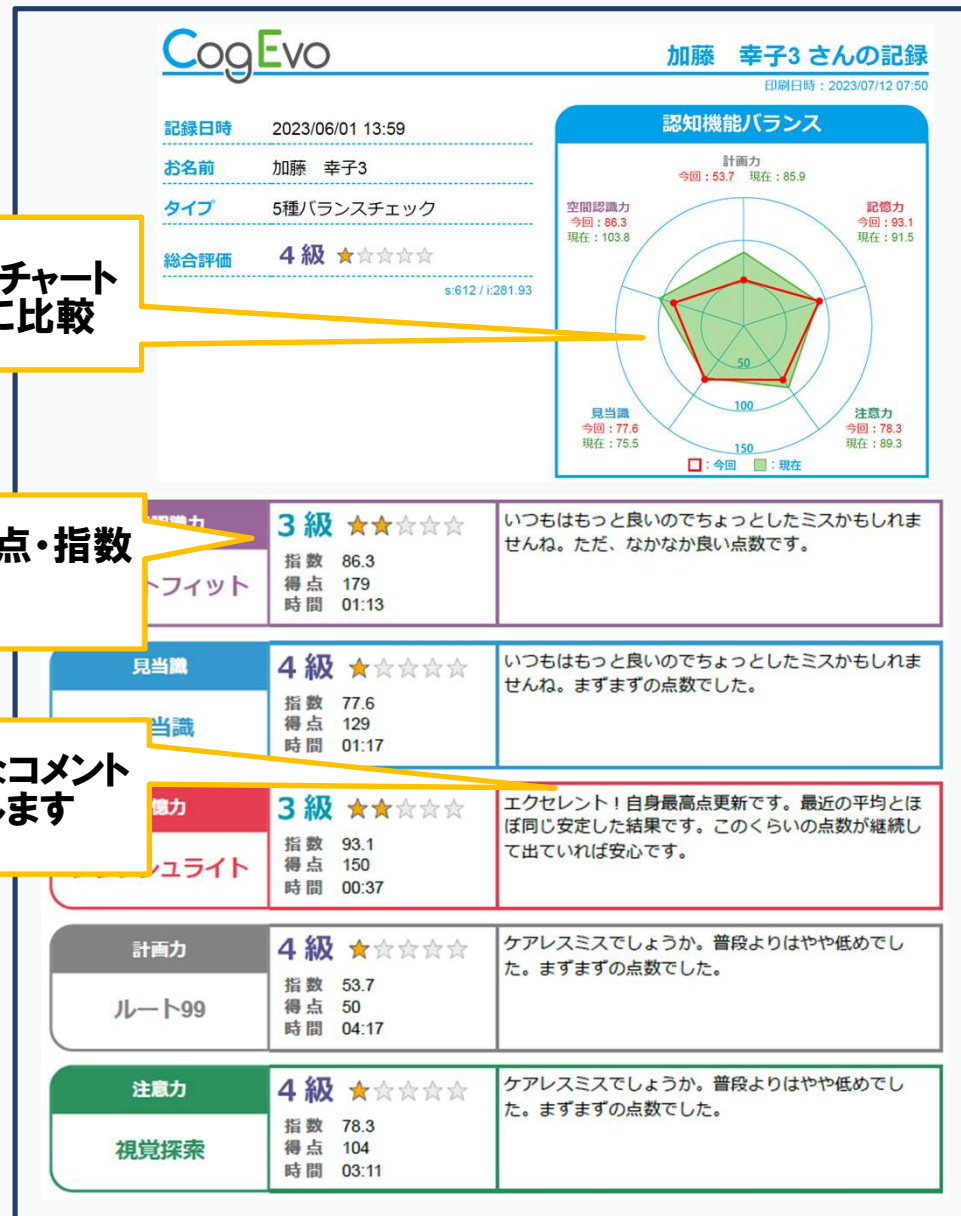 CogEvo
加藤　幸子3 さんの記録
印刷日時：2023/07/12 07:50
記録日時 2023/06/01 13:59
お名前 加藤　幸子3
タイプ 5種バランスチェック
総合評価 4 級 ★☆☆☆☆
s:612 / i:281.93
認知機能バランス
計画力
今回：53.7 現在：85.9
空間認識力
今回：86.3
現在：103.8
記憶力
今回：93.1
現在：91.5
50
100
150
見当識
今回：77.6
現在：75.5
注意力
今回：78.3
現在：89.3
：今回 ：現在
チャート
に比較
点・指数
コメント
ます
認識力
トフィット
3 級 ★★☆☆☆
指 数 86.3
得 点 179
時 間 01:13
いつもはもっと良いのでちょっとしたミスかもしれま
せんね。ただ、なかなか良い点数です。
見当識
当識
4 級 ★☆☆☆☆
指 数 77.6
得 点 129
時 間 01:17
いつもはもっと良いのでちょっとしたミスかもしれま
せんね。まずまずの点数でした。
憶力
ュライト
3 級 ★★☆☆☆
指 数 93.1
得 点 150
時 間 00:37
エクセレント！自身最高点更新です。最近の平均とほ
ぼ同じ安定した結果です。このくらいの点数が継続し
て出ていれば安心です。
計画力
ルート99
4 級 ★☆☆☆☆
指 数 53.7
得 点 50
時 間 04:17
ケアレスミスでしょうか。普段よりはやや低めでし
た。まずまずの点数でした。
注意力
視覚探索
4 級 ★☆☆☆☆
指 数 78.3
得 点 104
時 間 03:11
ケアレスミスでしょうか。普段よりはやや低めでし
た。まずまずの点数でした。